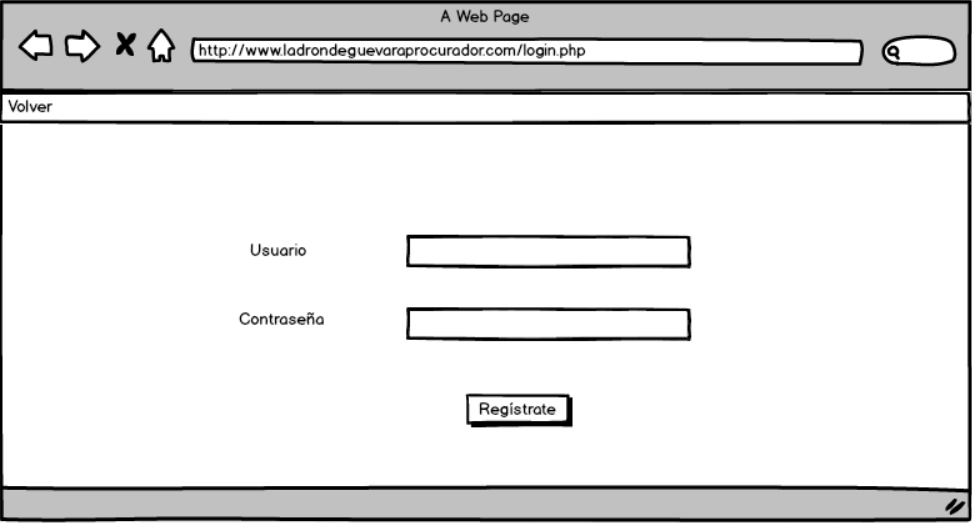 A Web Page
http://www.ladrondeguevaraprocurador.com/login.php
Volver
Usuario
Contraseña
Regístrate